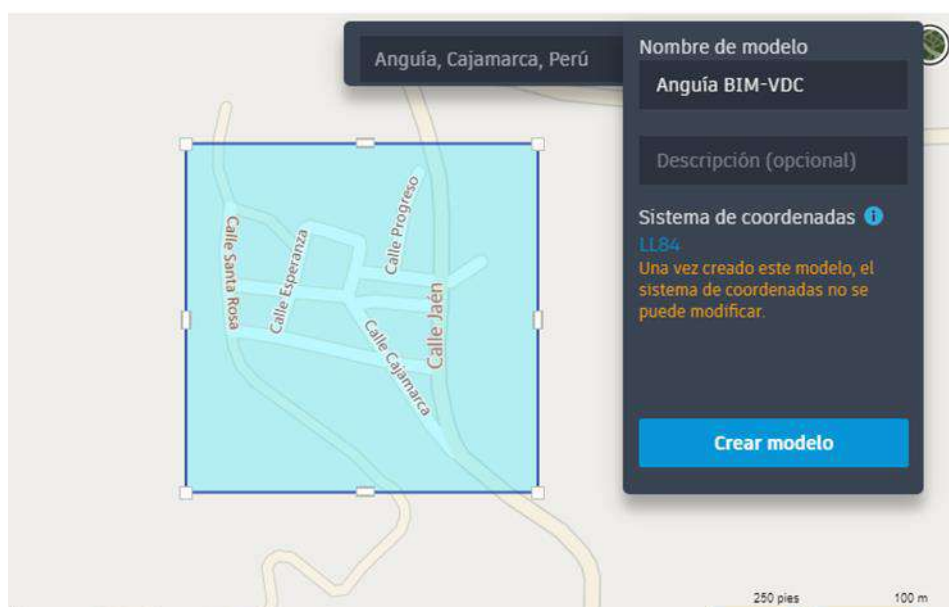 Anguía, Cajamarca, Perú
Nombre de modelo
Anguía BIM-VDC
Descripción (opcional)
Sistema de coordenadas
LL84
Una vez creado este modelo, el
sistema de coordenadas no se
puede modificar.
Crear modelo
Calle Santa Rosa
Calle Esperanza
Calle Progreso
Calle Jaén
Calle Cajamarca
250 pies
100 m